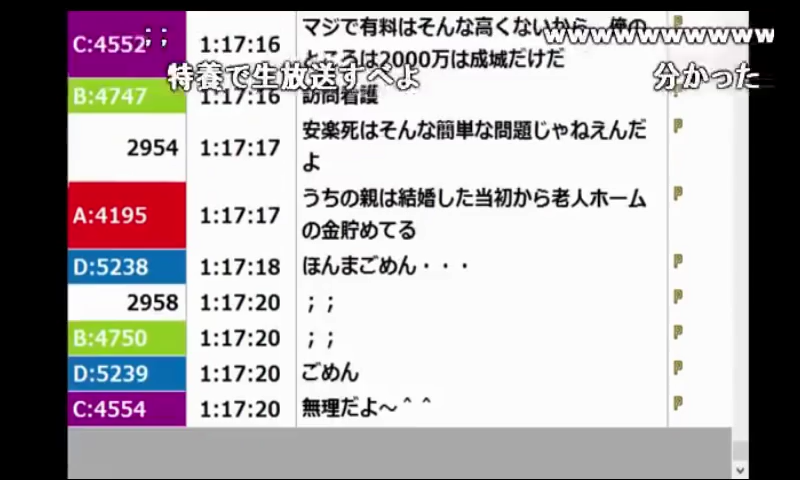 C:4552 1:17:16 マジで有料はそんな高くないから 俺の
ところは2000万は成城だけだ
; ;
wwwwwwwwwww
特養で生放送すべよ
分かった
B:4747 1:17:16 訪問看護 P
2954 1:17:17 安楽死はそんな簡単な問題じゃねえんだ P
よ
A:4195 1:17:17 うちの親は結婚した当初から老人ホーム P
の金貯めてる
D:5238 1:17:18 ほんまごめん・・・ P
2958 1:17:20 ; ; P
B:4750 1:17:20 ; ; P
D:5239 1:17:20 ごめん P
C:4554 1:17:20 無理だよ～＾＾ P